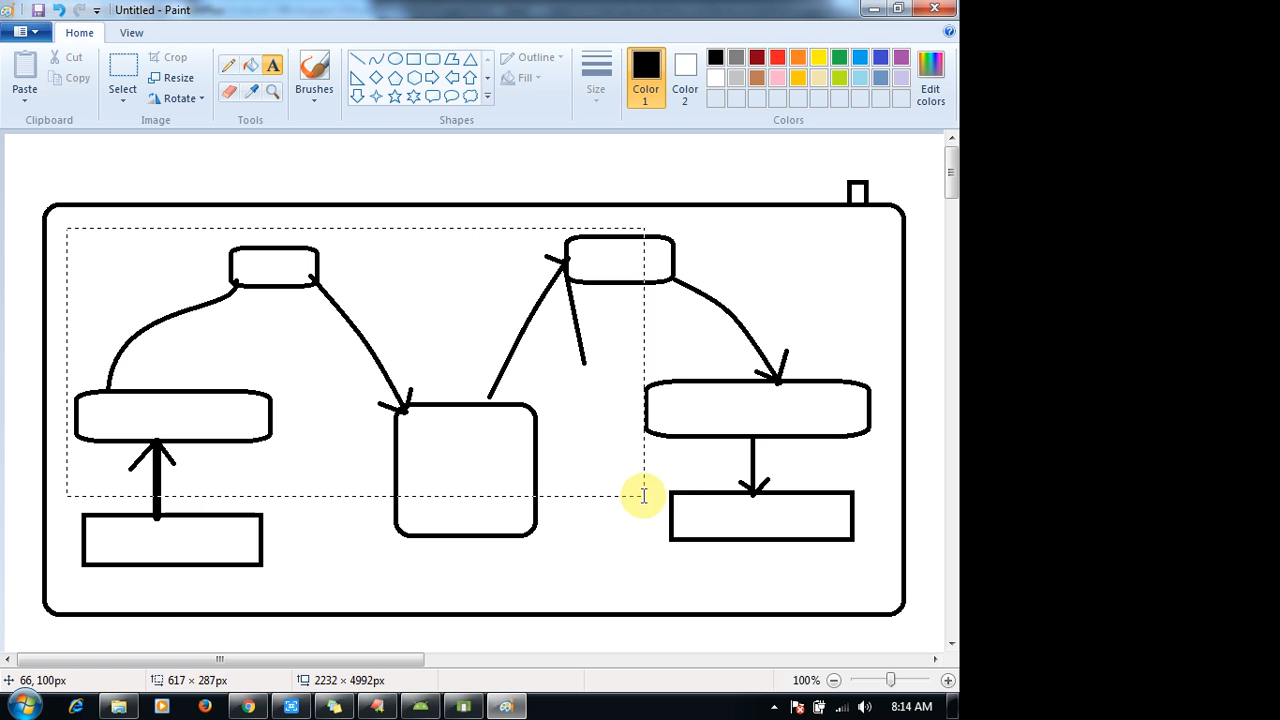 Untitled - Paint
Home View
Cut
Copy
Paste
Clipboard
Select
Crop
Resize
Rotate
Image
A
Tools
Brushes
Outline
Fill
Shapes
Size
Color 1
Color 2
Edit colors
Colors
66, 100px
617 × 287px
2232 × 4992px
100%
8:14 AM